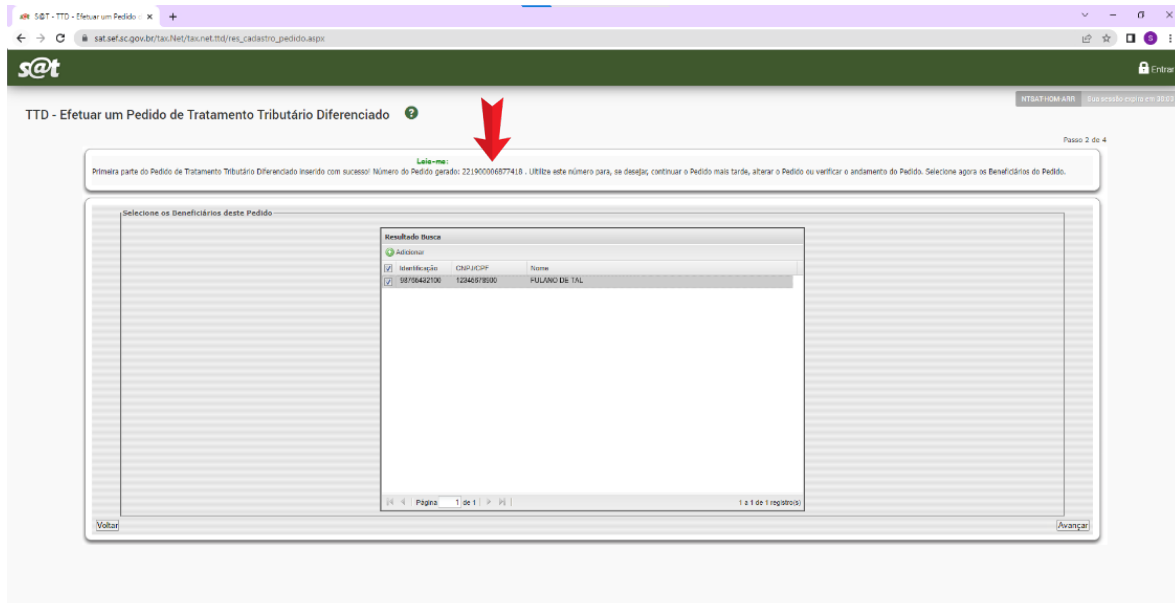 S@T - TTD - Efetuar um Pedido
sat.sef.sc.gov.br/tax.Net/tax.net.ttd/res_cadastro_pedido.aspx
s@t
Entrar
NTSAT-HOM ARR
Sua sessão expira em
TTD - Efetuar um Pedido de Tratamento Tributário Diferenciado
Passo 2 de 4
Leia-me:
Primeira parte do Pedido de Tratamento Tributário Diferenciado inserido com sucesso! Número do Pedido gerado: 221900006877418 . Ultilize este número para, se desejar, continuar o Pedido mais tarde, alterar o Pedido ou verificar o andamento do Pedido. Selecione agora os Beneficiários do Pedido.
Selecione os Beneficiários deste Pedido
Resultado Busca
Adicionar
Identificação CNPJ/CPF Nome
98765432100 12345678900 FULANO DE TAL
Página 1 de 1
1 a 1 de 1 registro(s)
Voltar
Avançar